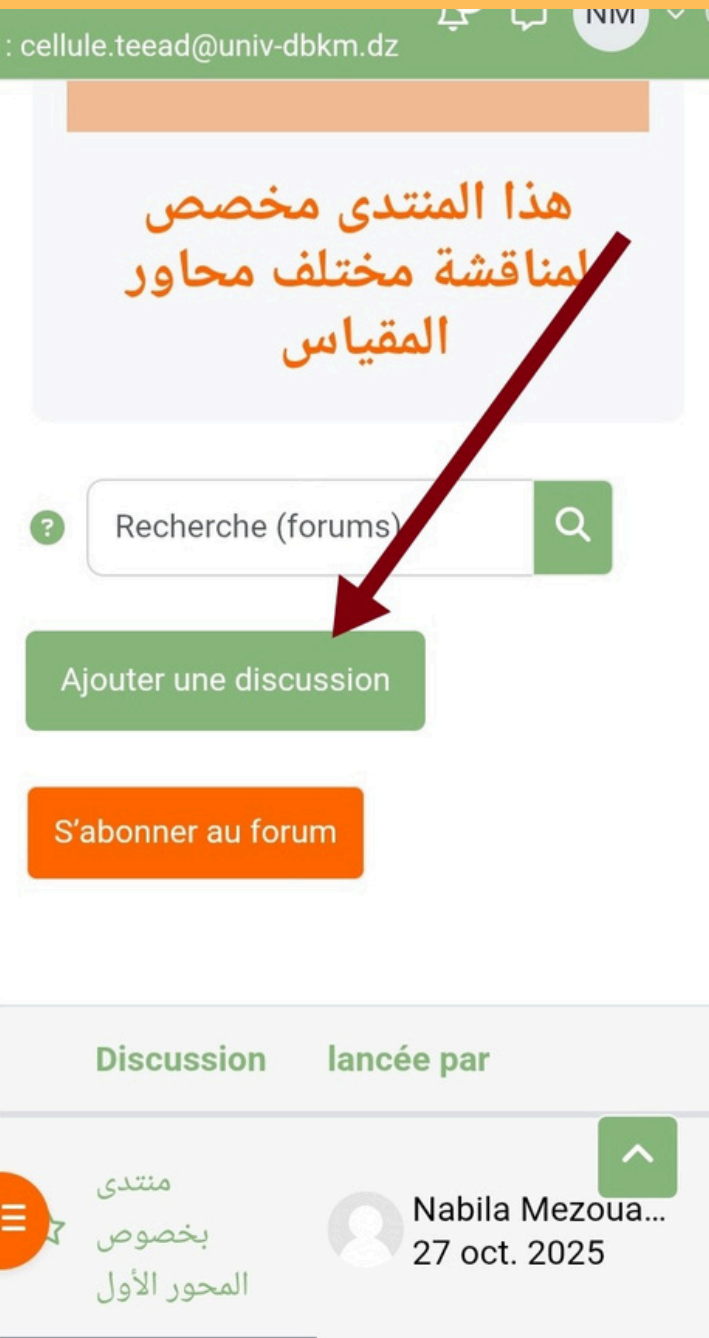 : cellule.teead@univ-dbkm.dz
NM
هذا المنتدى مخصص
لمناقشة مختلف محاور
المقياس
Recherche (forums)
Ajouter une discussion
S'abonner au forum
Discussion lancée par
منتدى
بخصوص
المحور الأول
Nabila Mezoua...
27 oct. 2025